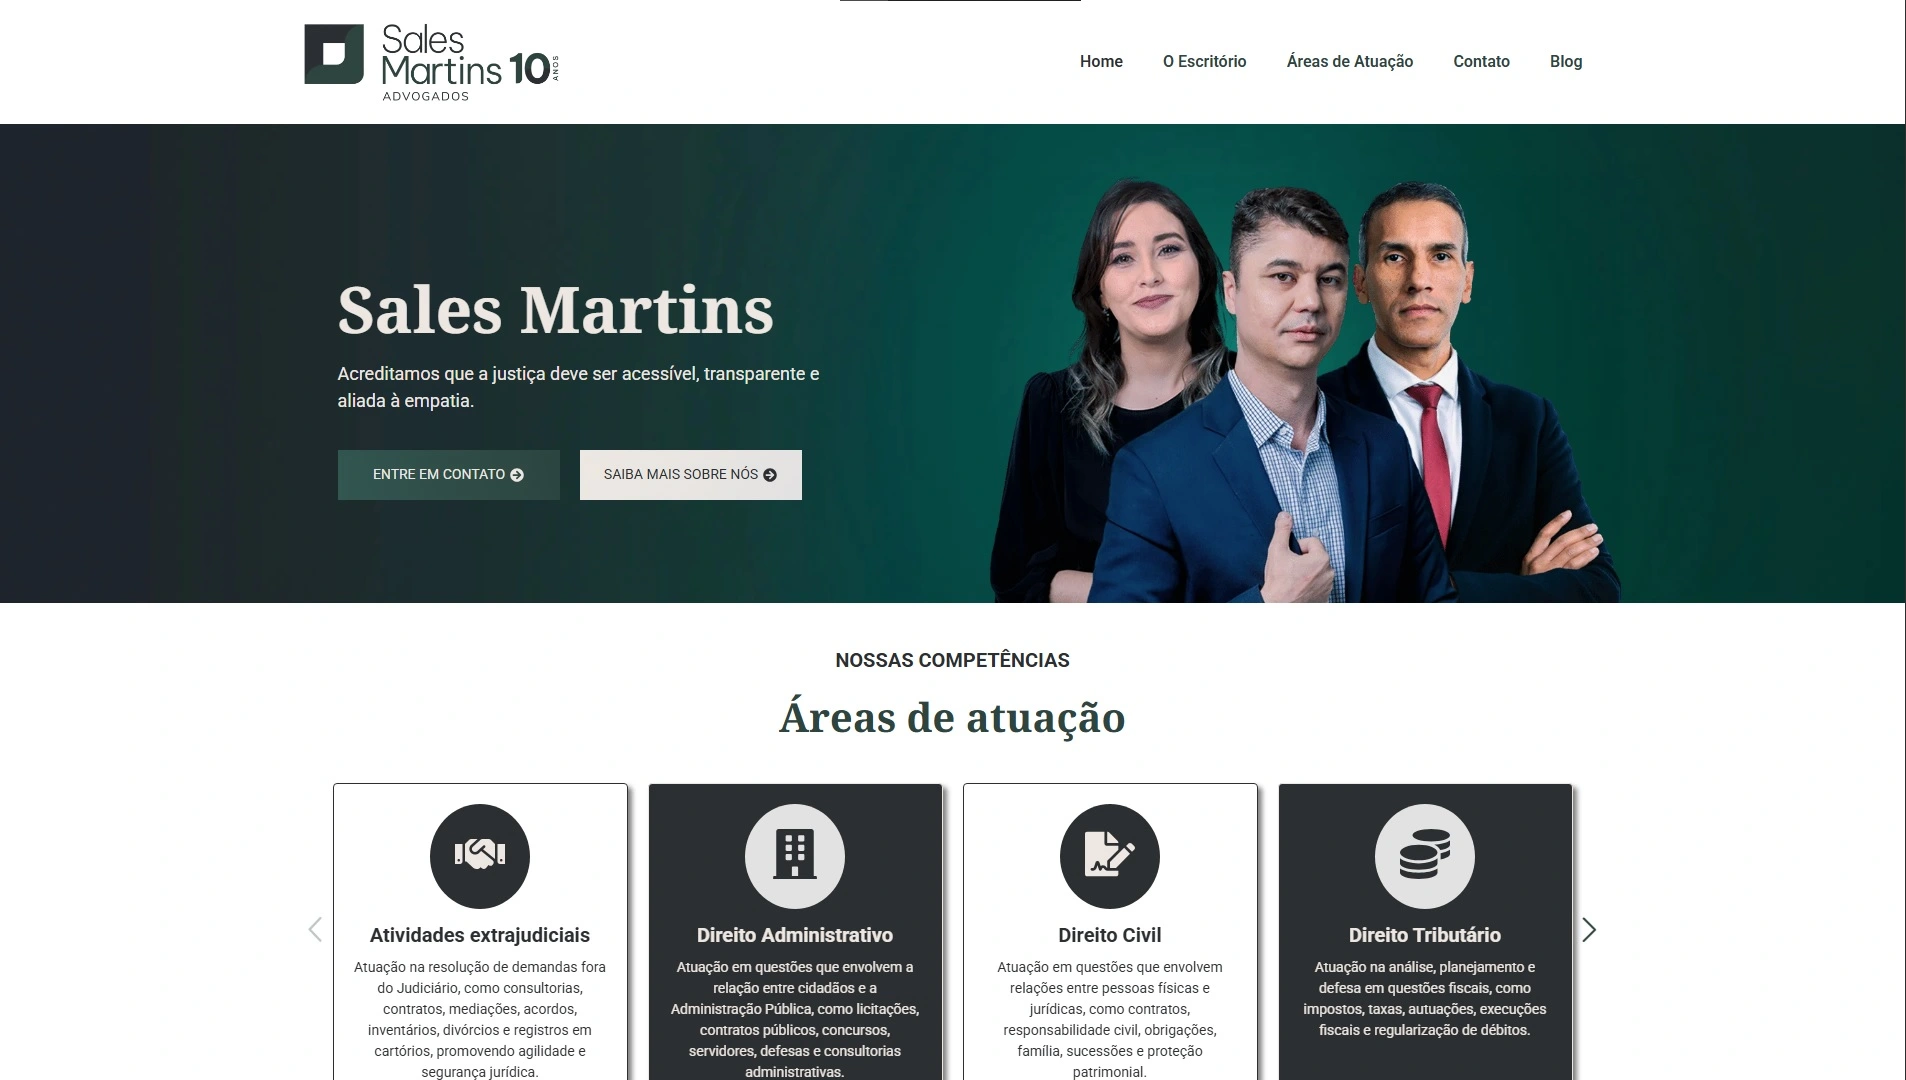 Sales
Martins 10 ANOS
ADVOGADOS
Home O Escritório Áreas de Atuação Contato Blog
Sales Martins
Acreditamos que a justiça deve ser acessível, transparente e
aliada à empatia.
ENTRE EM CONTATO SAIBA MAIS SOBRE NÓS
NOSSAS COMPETÊNCIAS
Áreas de atuação
Atividades extrajudiciais
Atuação na resolução de demandas fora
do Judiciário, como consultorias,
contratos, mediações, acordos,
inventários, divórcios e registros em
cartórios, promovendo agilidade e
segurança jurídica.
Direito Administrativo
Atuação em questões que envolvem a
relação entre cidadãos e a
Administração Pública, como licitações,
contratos públicos, concursos,
servidores, defesas e consultorias
administrativas.
Direito Civil
Atuação em questões que envolvem
relações entre pessoas físicas e
jurídicas, como contratos,
responsabilidade civil, obrigações,
família, sucessões e proteção
patrimonial.
Direito Tributário
Atuação na análise, planejamento e
defesa em questões fiscais, como
impostos, taxas, autuações, execuções
fiscais e regularização de débitos.